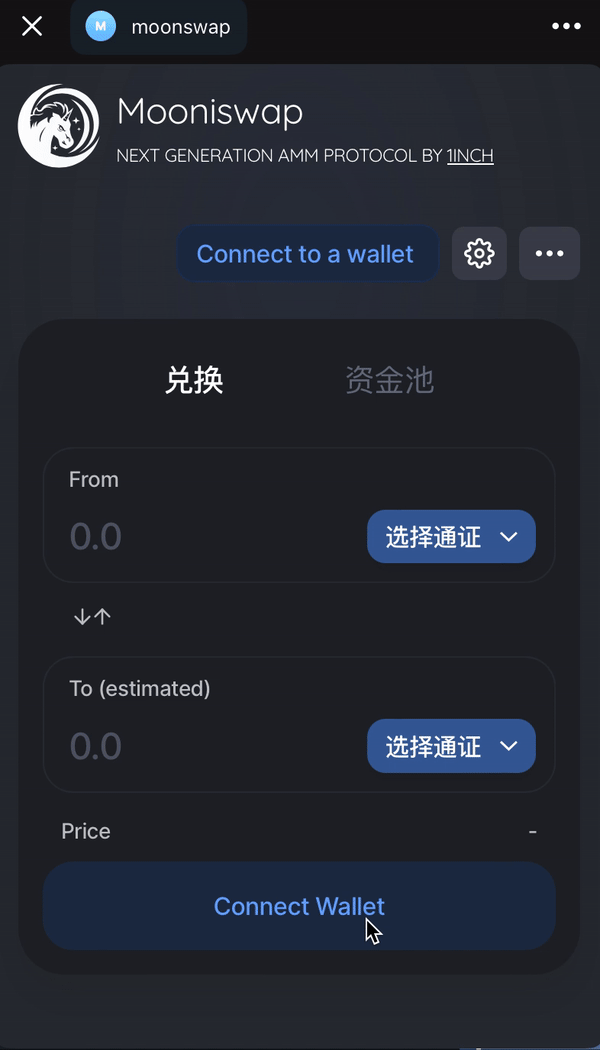 M moonswap
Mooniswap
NEXT GENERATION AMM PROTOCOL BY 1INCH
Connect to a wallet
兑换 资金池
From
0.0 选择通证
To (estimated)
0.0 选择通证
Price -
Connect Wallet